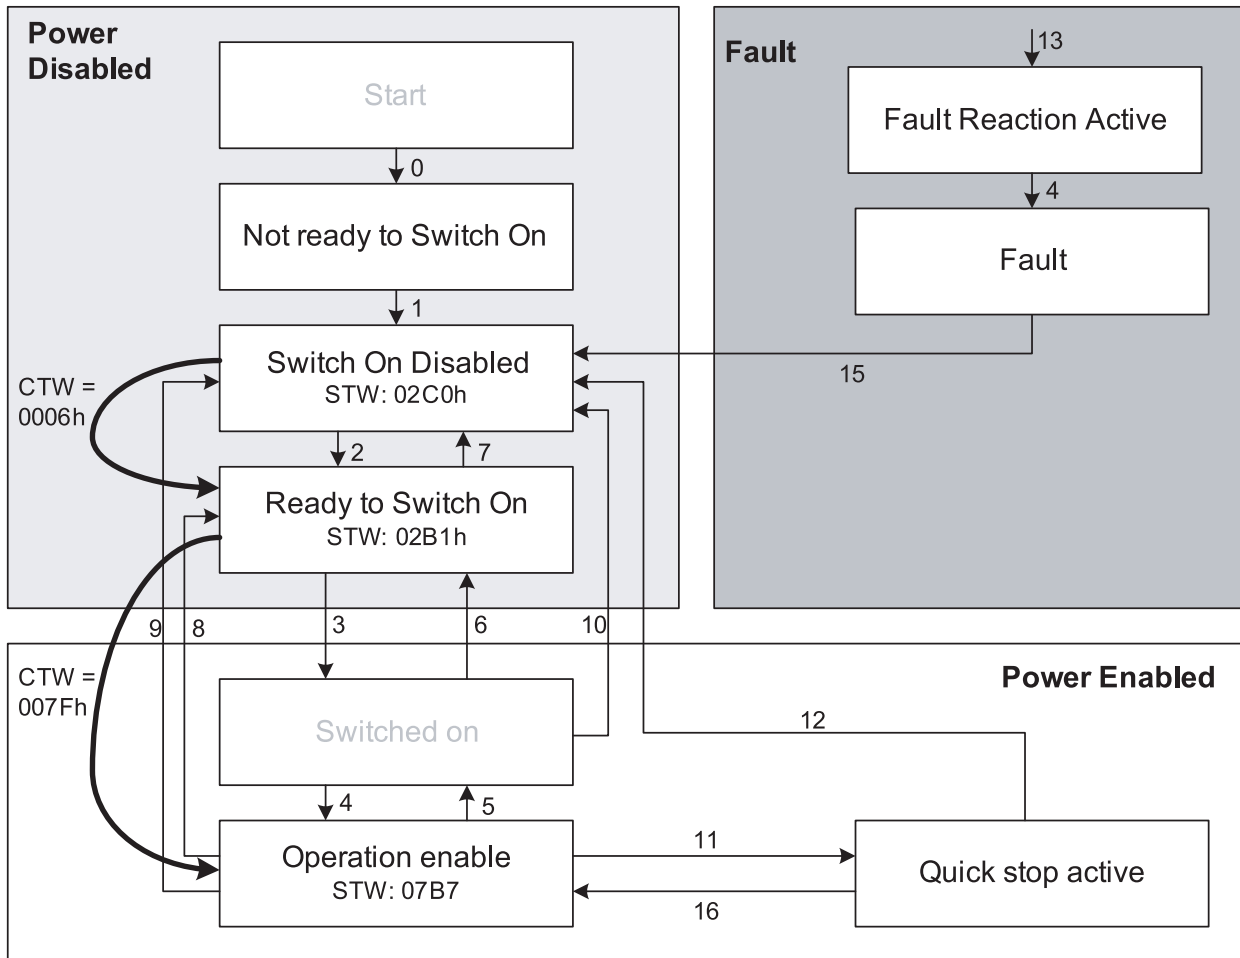 Power
Disabled
Start
0
Not ready to Switch On
1
Switch On Disabled
STW: 02C0h
CTW =
0006h
2
7
Ready to Switch On
STW: 02B1h
9
8
3
6
10
Fault
13
Fault Reaction Active
4
Fault
15
Power Enabled
CTW =
007Fh
Switched on
12
4
5
Operation enable
STW: 07B7
11
16
Quick stop active